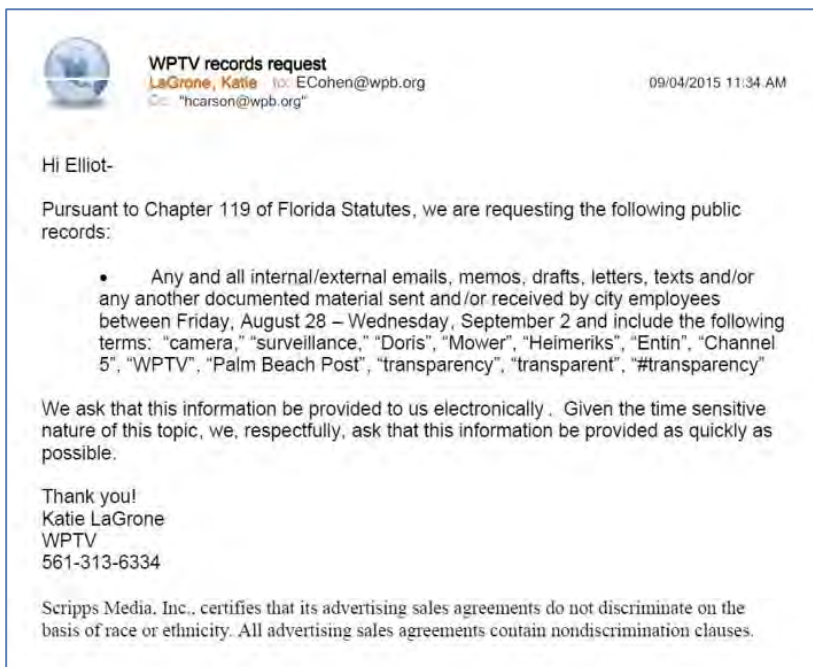 WPTV records request
LaGrone, Katie to: ECohen@wpb.org 09/04/2015 11:34 AM
Cc: "hcarson@wpb.org"
Hi Elliot-
Pursuant to Chapter 119 of Florida Statutes, we are requesting the following public
records:
• Any and all internal/external emails, memos, drafts, letters, texts and/or
any another documented material sent and/or received by city employees
between Friday, August 28 – Wednesday, September 2 and include the following
terms: “camera,” “surveillance,” “Doris”, “Mower”, “Heimeriks”, “Entin”, “Channel
5”, “WPTV”, “Palm Beach Post”, “transparency”, “transparent”, “#transparency”
We ask that this information be provided to us electronically . Given the time sensitive
nature of this topic, we, respectfully, ask that this information be provided as quickly as
possible.
Thank you!
Katie LaGrone
WPTV
561-313-6334
Scripps Media, Inc., certifies that its advertising sales agreements do not discriminate on the
basis of race or ethnicity. All advertising sales agreements contain nondiscrimination clauses.